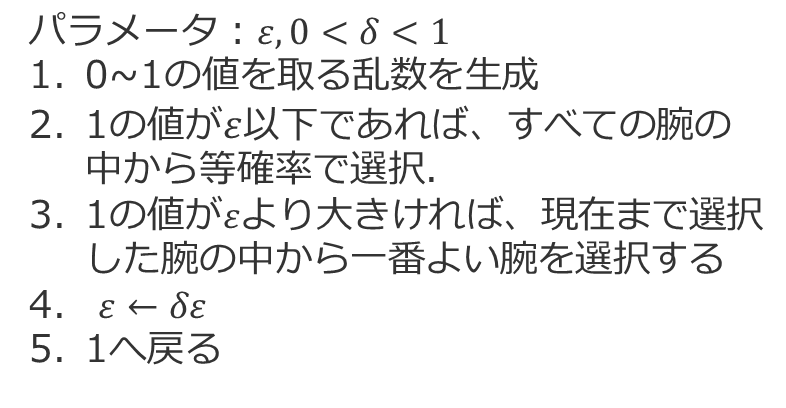 パラメータ：ε, 0 < δ < 1
1. 0~1の値を取る乱数を生成
2. 1の値がε以下であれば、すべての腕の
中から等確率で選択.
3. 1の値がεより大きければ、現在まで選択
した腕の中から一番よい腕を選択する
4. ε ← δε
5. 1へ戻る